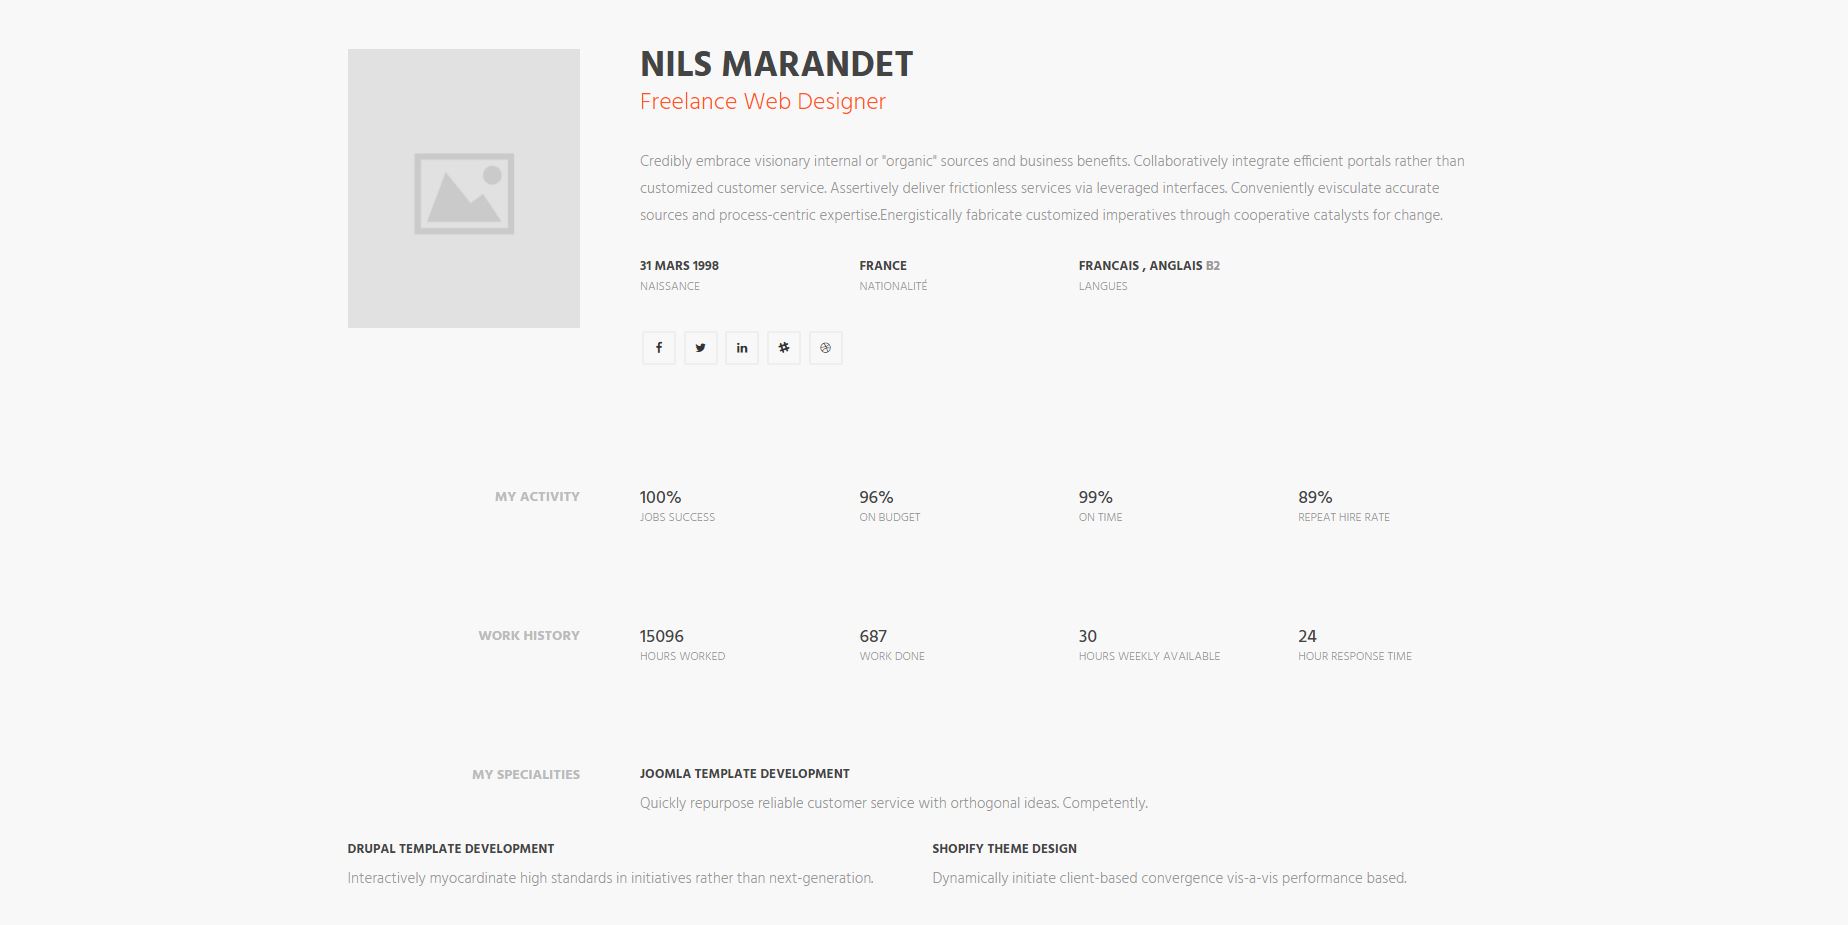 NILS MARANDET
Freelance Web Designer
Credibly embrace visionary internal or "organic" sources and business benefits. Collaboratively integrate efficient portals rather than
customized customer service. Assertively deliver frictionless services via leveraged interfaces. Conveniently evisculate accurate
sources and process-centric expertise.Energistically fabricate customized imperatives through cooperative catalysts for change.
31 MARS 1998 FRANCE FRANCAIS , ANGLAIS B2
NAISSANCE NATIONALITÉ LANGUES
MY ACTIVITY 100% 96% 99% 89%
JOBS SUCCESS ON BUDGET ON TIME REPEAT HIRE RATE
WORK HISTORY 15096 687 30 24
HOURS WORKED WORK DONE HOURS WEEKLY AVAILABLE HOUR RESPONSE TIME
MY SPECIALITIES JOOMLA TEMPLATE DEVELOPMENT
Quickly repurpose reliable customer service with orthogonal ideas. Competently.
DRUPAL TEMPLATE DEVELOPMENT SHOPIFY THEME DESIGN
Interactively myocardinate high standards in initiatives rather than next-generation. Dynamically initiate client-based convergence vis-a-vis performance based.